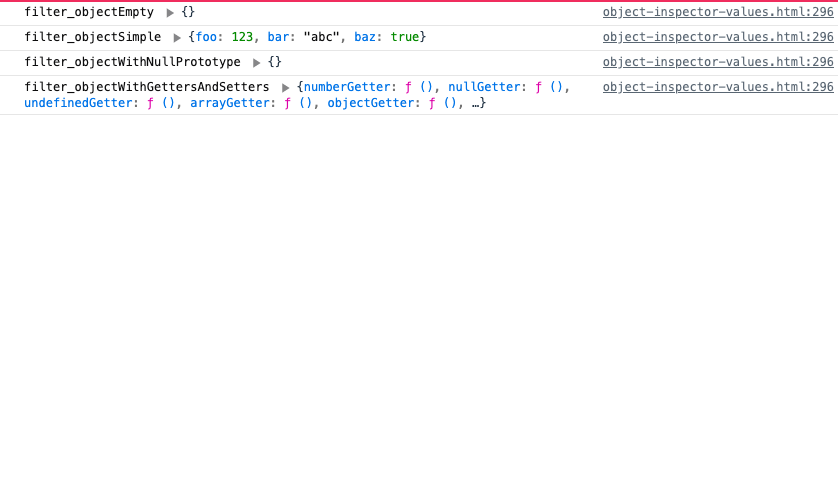 filter_objectEmpty ▶ {} object-inspector-values.html:296
filter_objectSimple ▶ {foo: 123, bar: "abc", baz: true} object-inspector-values.html:296
filter_objectWithNullPrototype ▶ {} object-inspector-values.html:296
filter_objectWithGettersAndSetters ▶ {numberGetter: ƒ (), nullGetter: ƒ (), object-inspector-values.html:296
undefinedGetter: ƒ (), arrayGetter: ƒ (), objectGetter: ƒ (), …}